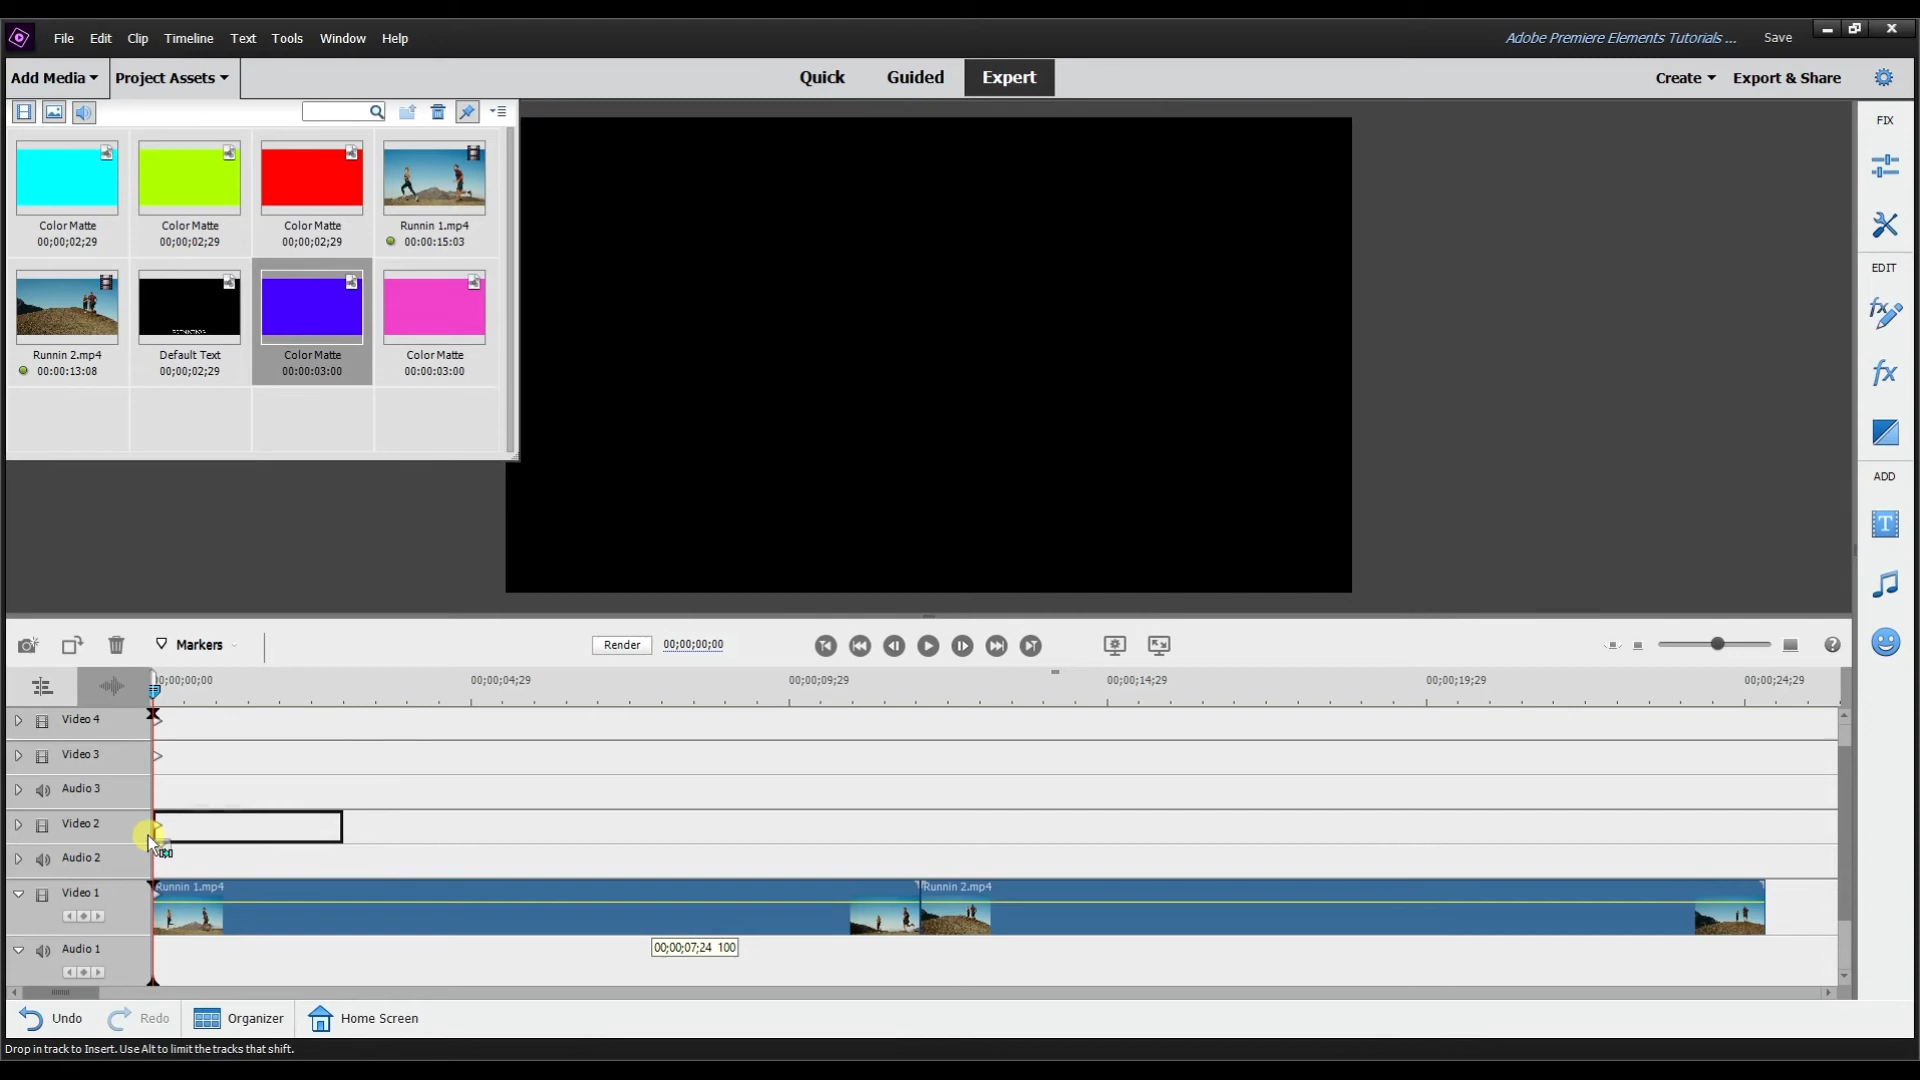 File Edit Clip Timeline Text Tools Window Help
Adobe Premiere Elements Tutorials ... Save
Add Media Project Assets
Quick Guided Expert
Create Export & Share
FIX
Color Matte Color Matte Color Matte Runnin 1.mp4
00;00;02;29 00;00;02;29 00;00;02;29 00:00:15:03
EDIT
fx
Runnin 2.mp4 Default Text Color Matte Color Matte
00:00:13:08 00;00;02;29 00:00:03:00 00:00:03:00
fx
ADD
T
Markers Render 00;00;00;00
00;00;00;00 00;00;04;29 00;00;09;29 00;00;14;29 00;00;19;29 00;00;24;29
Video 4
Video 3
Audio 3
Video 2
Audio 2
Video 1 Runnin 1.mp4 Runnin 2.mp4
Audio 1 00;00;07;24 100
Undo Redo Organizer Home Screen
Drop in track to Insert. Use Alt to limit the tracks that shift.